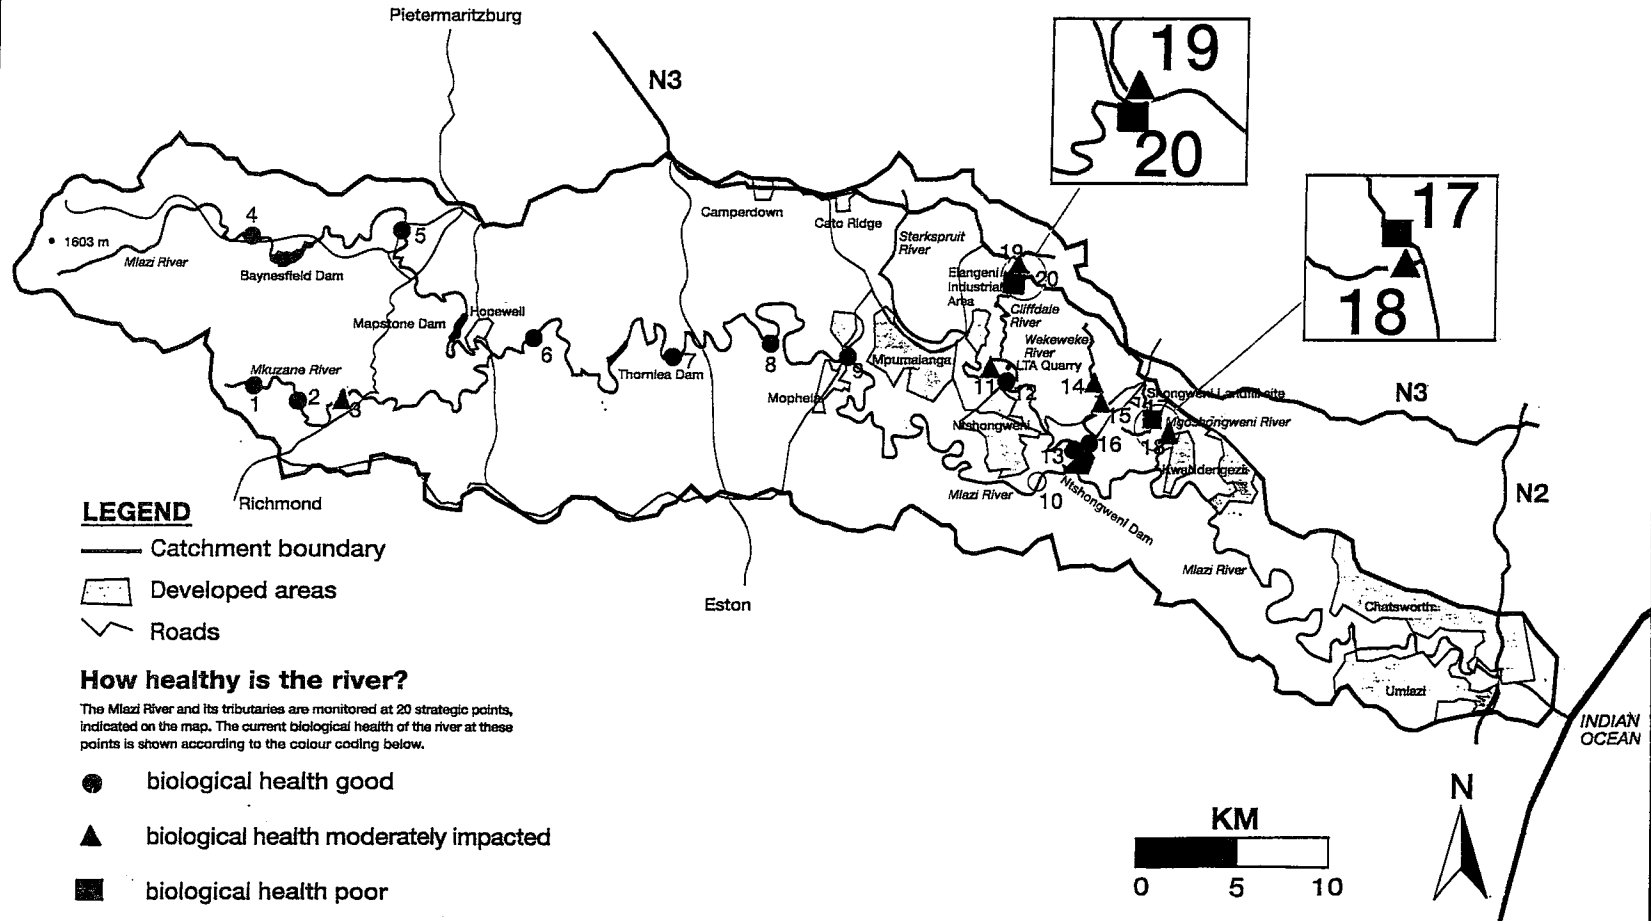 Pietermaritzburg
N3
19
20
17
18
Camperdown
Cato Ridge
Sterkspruit
River
4
5
1603 m
Mlazi River
Baynesfield Dam
19
20
Elangeni
Industrial
Area
Cliffdale
River
Wekeweke
River
LTA Quarry
Mapstone Dam
Hopewell
6
7
8
9
Thornlea Dam
Mpumalanga
Mkuzane River
1
2
3
Mophela
11
12
14
15
Shongweni Landfill site
17
Mgoshongweni River
18
N3
Ntshongweni
13
16
KwaNdengezi
10
Mlazi River
Ntshongweni Dam
N2
Richmond
Eston
Mlazi River
Chatsworth
Umlazi
INDIAN
OCEAN
LEGEND
Catchment boundary
Developed areas
Roads
How healthy is the river?
The Mlazi River and its tributaries are monitored at 20 strategic points,
indicated on the map. The current biological health of the river at these
points is shown according to the colour coding below.
biological health good
biological health moderately impacted
biological health poor
KM
0 5 10
N